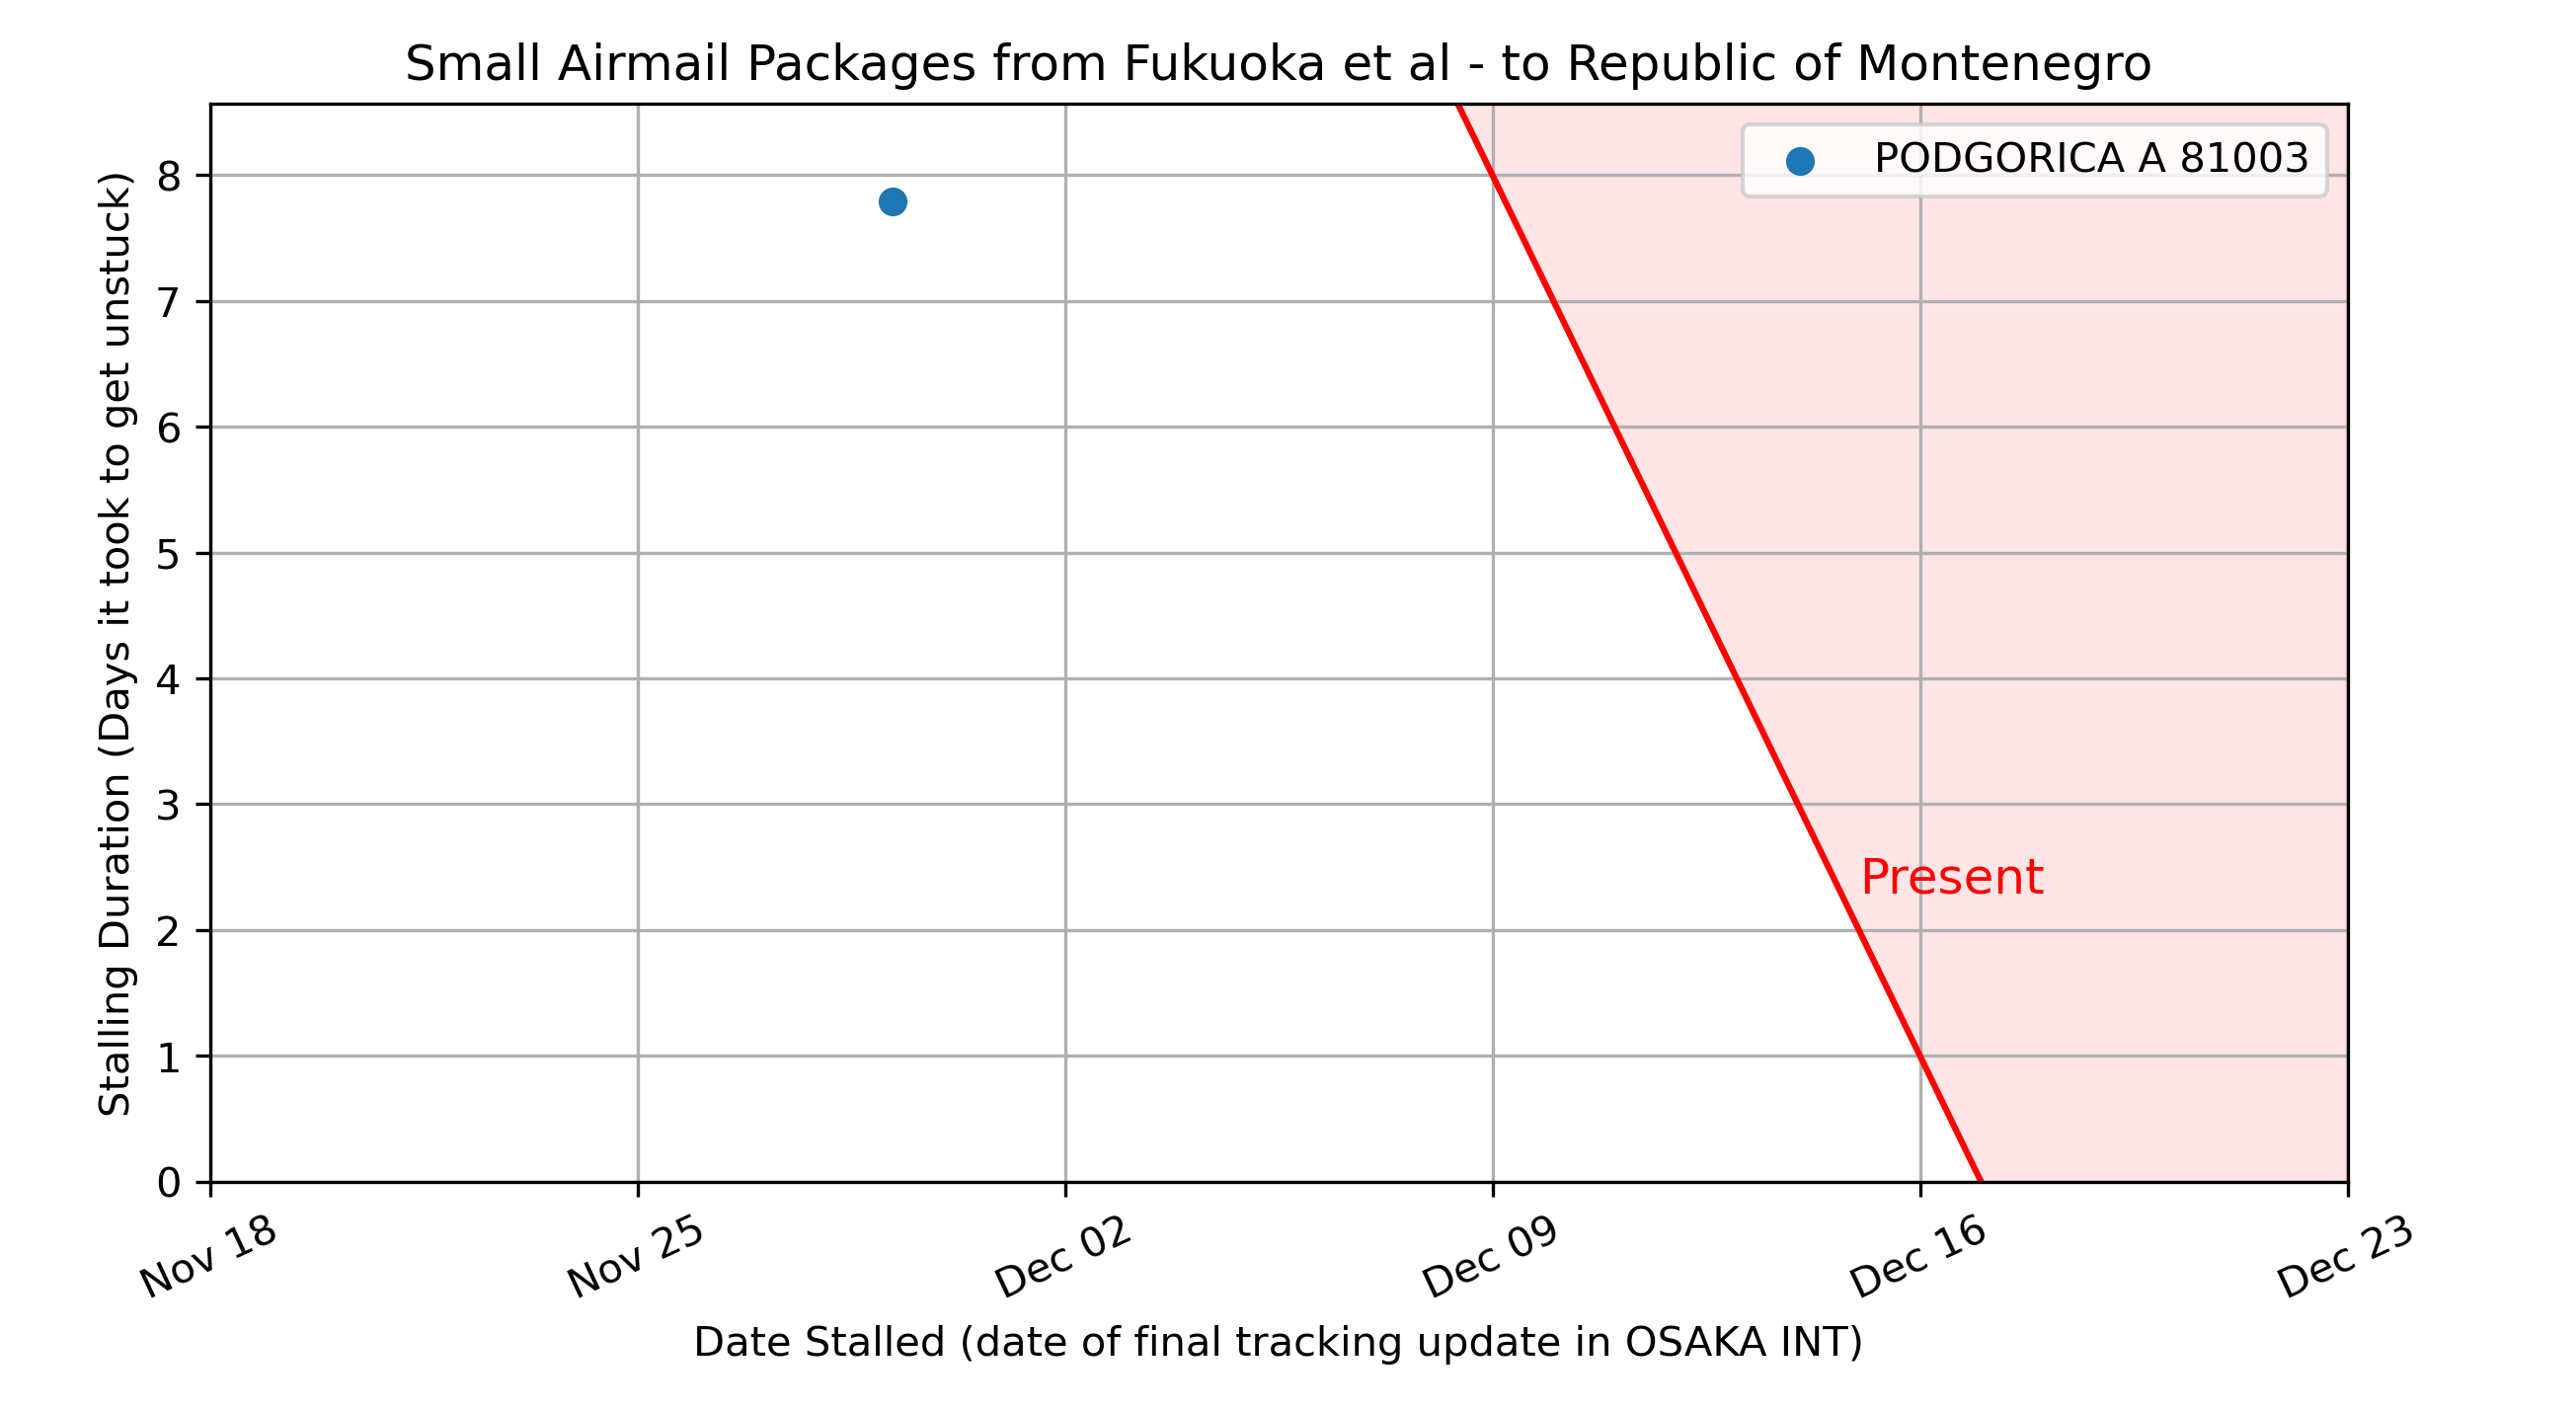 Small Airmail Packages from Fukuoka et al - to Republic of Montenegro
PODGORICA A 81003
Stalling Duration (Days it took to get unstuck)
8
7
6
5
4
3
2
1
0
Present
Nov 18
Nov 25
Dec 02
Dec 09
Dec 16
Dec 23
Date Stalled (date of final tracking update in OSAKA INT)